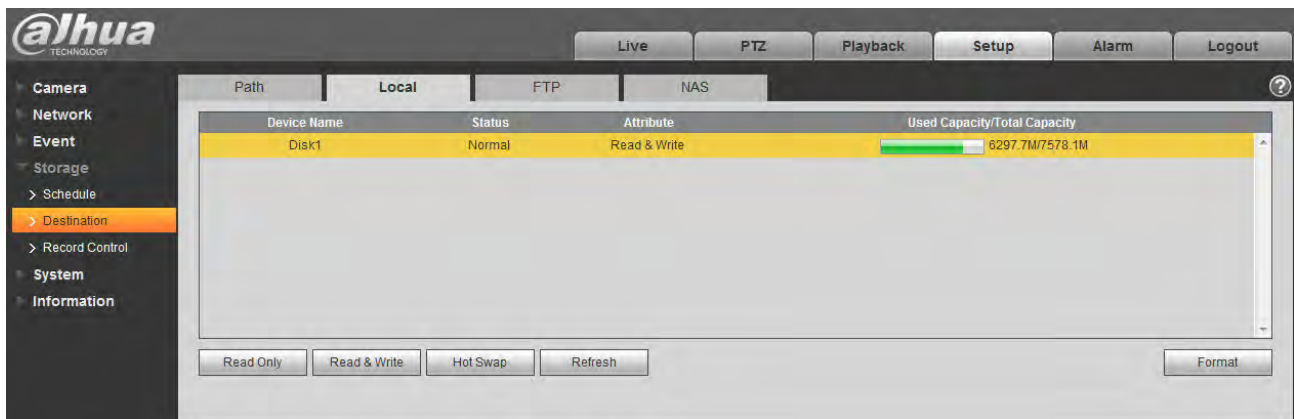 alhua
TECHNOLOGY
Live PTZ Playback Setup Alarm Logout
Camera
Network
Event
Storage
> Schedule
> Destination
> Record Control
System
Information
Path Local FTP NAS
?
Device Name Status Attribute Used Capacity/Total Capacity
Disk1 Normal Read & Write 6297.7M/7578.1M
Read Only Read & Write Hot Swap Refresh Format